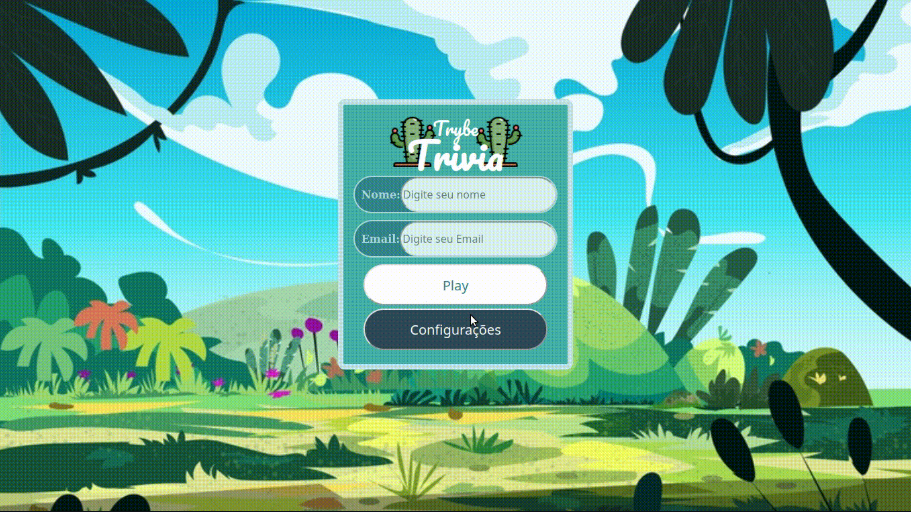 Trybe
Trivia
Nome: Digite seu nome
Email: Digite seu Email
Play
Configurações